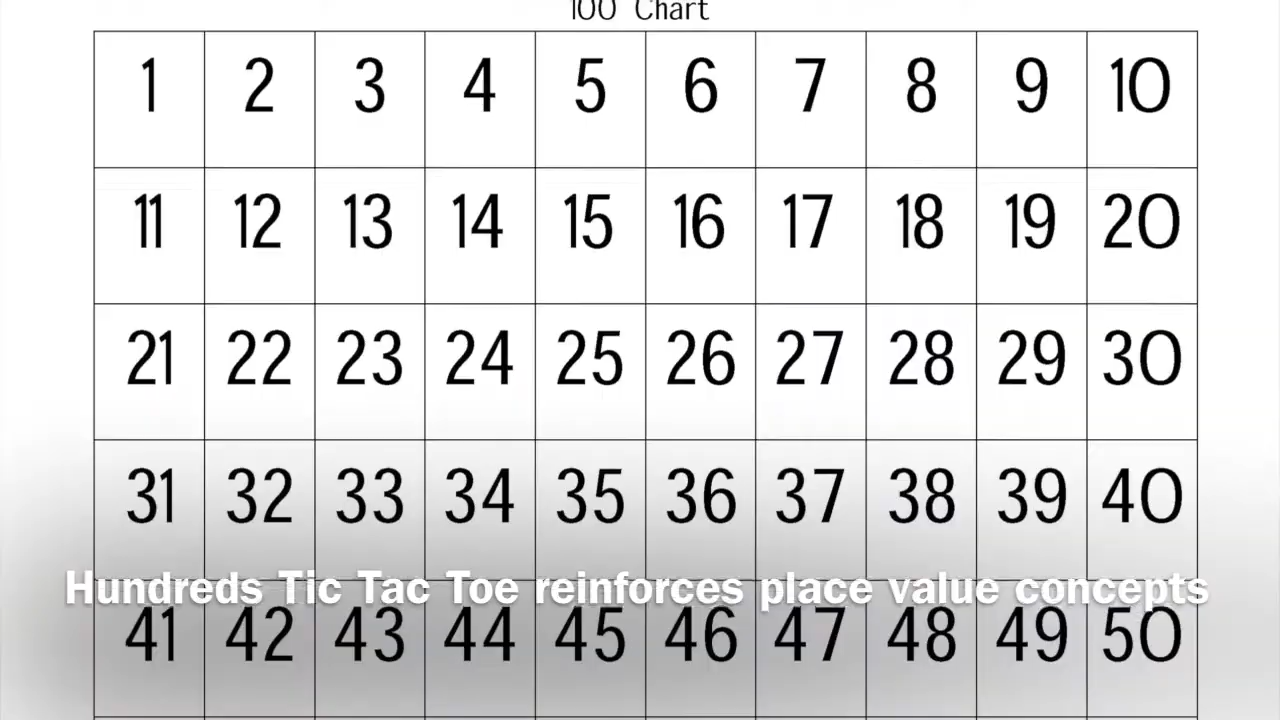 100 Chart
1 2 3 4 5 6 7 8 9 10
11 12 13 14 15 16 17 18 19 20
21 22 23 24 25 26 27 28 29 30
31 32 33 34 35 36 37 38 39 40
Hundreds Tic Tac Toe reinforces place value concepts
41 42 43 44 45 46 47 48 49 50